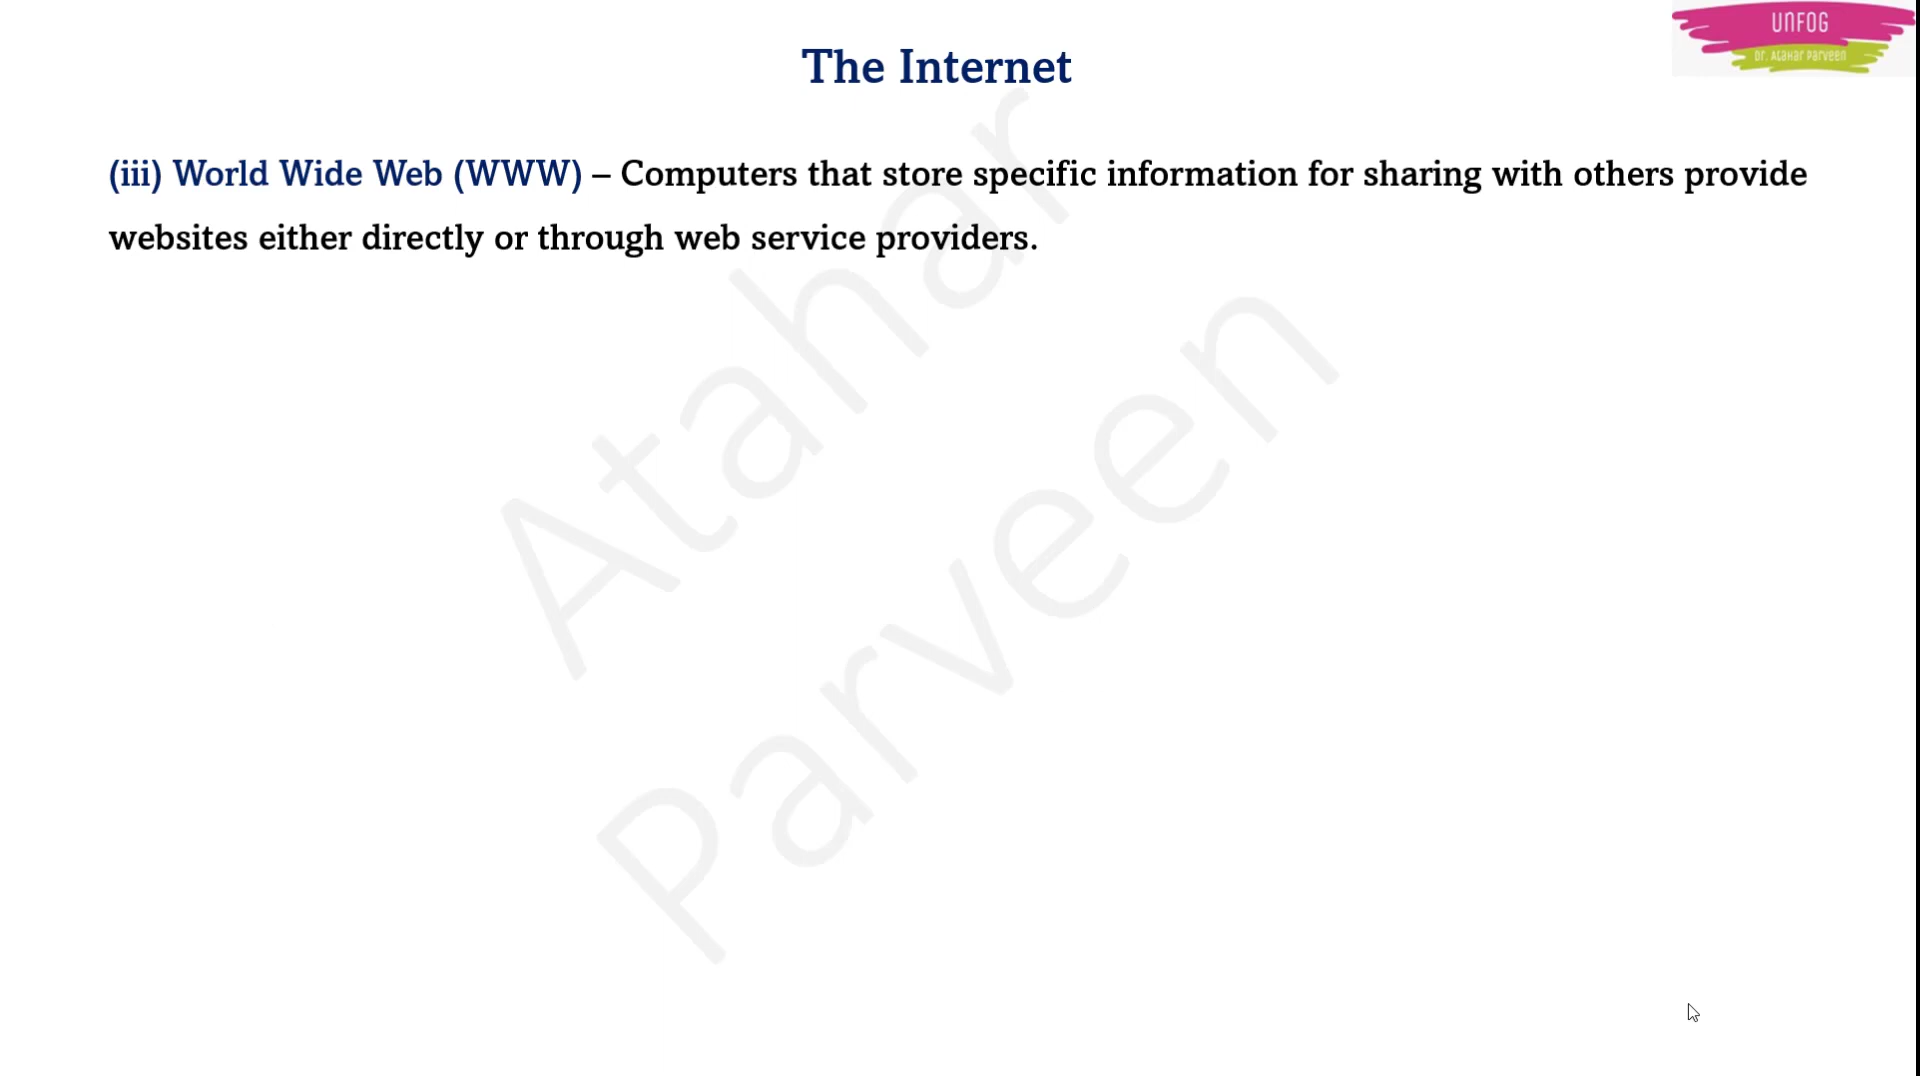 UNFOG
Dr. Atahar Parveen
The Internet
(iii) World Wide Web (WWW) – Computers that store specific information for sharing with others provide
websites either directly or through web service providers.
Atahar
Parveen